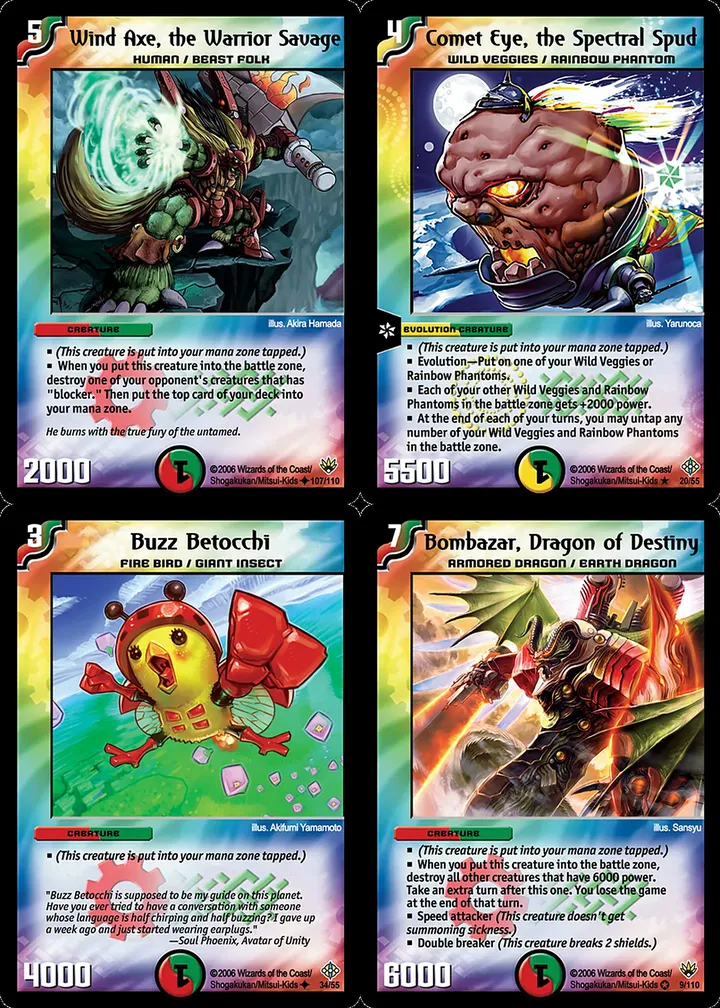 5
Wind Axe, the Warrior Savage
HUMAN / BEAST FOLK
illus. Akira Hamada
CREATURE
▪ (This creature is put into your mana zone tapped.)
▪ When you put this creature into the battle zone,
destroy one of your opponent's creatures that has
"blocker." Then put the top card of your deck into
your mana zone.
He burns with the true fury of the untamed.
2000
1
©2006 Wizards of the Coast/
Shogakukan/Mitsui-Kids 107/110
4
Comet Eye, the Spectral Spud
WILD VEGGIES / RAINBOW PHANTOM
illus. Yarunoca
EVOLUTION CREATURE
▪ (This creature is put into your mana zone tapped.)
▪ Evolution—Put on one of your Wild Veggies or
Rainbow Phantoms.
▪ Each of your other Wild Veggies and Rainbow
Phantoms in the battle zone gets +2000 power.
▪ At the end of each of your turns, you may untap any
number of your Wild Veggies and Rainbow Phantoms
in the battle zone.
5500
1
©2006 Wizards of the Coast/
Shogakukan/Mitsui-Kids ★ 20/55
3
Buzz Betocchi
FIRE BIRD / GIANT INSECT
illus. Akifumi Yamamoto
CREATURE
▪ (This creature is put into your mana zone tapped.)
"Buzz Betocchi is supposed to be my guide on this planet.
Have you ever tried to have a conversation with someone
whose language is half chirping and half buzzing? I gave up
a week ago and just started wearing earplugs."
—Soul Phoenix, Avatar of Unity
4000
1
©2006 Wizards of the Coast/
Shogakukan/Mitsui-Kids 34/55
7
Bombazar, Dragon of Destiny
ARMORED DRAGON / EARTH DRAGON
illus. Sansyu
CREATURE
▪ (This creature is put into your mana zone tapped.)
▪ When you put this creature into the battle zone,
destroy all other creatures that have 6000 power.
Take an extra turn after this one. You lose the game
at the end of that turn.
▪ Speed attacker (This creature doesn't get
summoning sickness.)
▪ Double breaker (This creature breaks 2 shields.)
6000
1
©2006 Wizards of the Coast/
Shogakukan/Mitsui-Kids 9/110